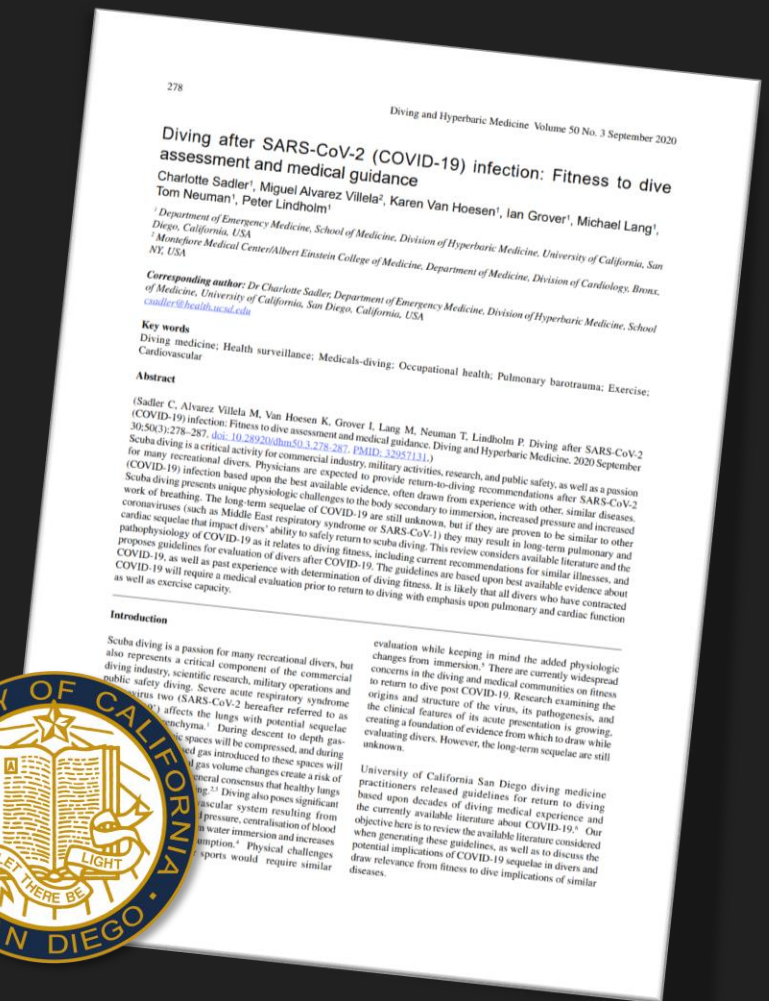 278
Diving and Hyperbaric Medicine Volume 50 No. 3 September 2020
Diving after SARS-CoV-2 (COVID-19) infection: Fitness to dive
assessment and medical guidance
Charlotte Sadler¹, Miguel Alvarez Villela², Karen Van Hoesen¹, Ian Grover¹, Michael Lang¹,
Tom Neuman¹, Peter Lindholm¹
¹ Department of Emergency Medicine, School of Medicine, Division of Hyperbaric Medicine, University of California, San
Diego, California, USA
² Montefiore Medical Center/Albert Einstein College of Medicine, Department of Medicine, Division of Cardiology, Bronx,
NY, USA
Corresponding author: Dr Charlotte Sadler, Department of Emergency Medicine, Division of Hyperbaric Medicine, School
of Medicine, University of California, San Diego, California, USA
csadler@health.ucsd.edu
Key words
Diving medicine; Health surveillance; Medicals-diving; Occupational health; Pulmonary barotrauma; Exercise;
Cardiovascular
Abstract
(Sadler C, Alvarez Villela M, Van Hoesen K, Grover I, Lang M, Neuman T, Lindholm P. Diving after SARS-CoV-2
(COVID-19) infection: Fitness to dive assessment and medical guidance. Diving and Hyperbaric Medicine. 2020 September
30;50(3):278–287. doi: 10.28920/dhm50.3.278-287. PMID: 32957131.)
Scuba diving is a critical activity for commercial industry, military activities, research, and public safety, as well as a passion
for many recreational divers. Physicians are expected to provide return-to-diving recommendations after SARS-CoV-2
(COVID-19) infection based upon the best available evidence, often drawn from experience with other, similar diseases.
Scuba diving presents unique physiologic challenges to the body secondary to immersion, increased pressure and increased
work of breathing. The long-term sequelae of COVID-19 are still unknown, but if they are proven to be similar to other
coronaviruses (such as Middle East respiratory syndrome or SARS-CoV-1) they may result in long-term pulmonary and
cardiac sequelae that impact divers' ability to safely return to scuba diving. This review considers available literature and the
pathophysiology of COVID-19 as it relates to diving fitness, including current recommendations for similar illnesses, and
proposes guidelines for evaluation of divers after COVID-19. The guidelines are based upon best available evidence about
COVID-19, as well as past experience with determination of diving fitness. It is likely that all divers who have contracted
COVID-19 will require a medical evaluation prior to return to diving with emphasis upon pulmonary and cardiac function
as well as exercise capacity.
Introduction
Scuba diving is a passion for many recreational divers, but
also represents a critical component of the commercial
diving industry, scientific research, military operations and
public safety diving. Severe acute respiratory syndrome
virus two (SARS-CoV-2 hereafter referred to as
affects the lungs with potential sequelae
During descent to depth gas-
spaces will be compressed, and during
gas introduced to these spaces will
gas volume changes create a risk of
general consensus that healthy lungs
Diving also poses significant
vascular system resulting from
pressure, centralisation of blood
water immersion and increases
Physical challenges
sports would require similar
evaluation while keeping in mind the added physiologic
changes from immersion.⁵ There are currently widespread
concerns in the diving and medical communities on fitness
to return to dive post COVID-19. Research examining the
origins and structure of the virus, its pathogenesis, and
the clinical features of its acute presentation is growing,
creating a foundation of evidence from which to draw while
evaluating divers. However, the long-term sequelae are still
unknown.
University of California San Diego diving medicine
practitioners released guidelines for return to diving
based upon decades of diving medical experience and
the currently available literature about COVID-19.⁶ Our
objective here is to review the available literature considered
when generating these guidelines, as well as to discuss the
potential implications of COVID-19 sequelae in divers and
draw relevance from fitness to dive implications of similar
diseases.
OF CALIFORNIA
LET THERE BE LIGHT
N DIEGO